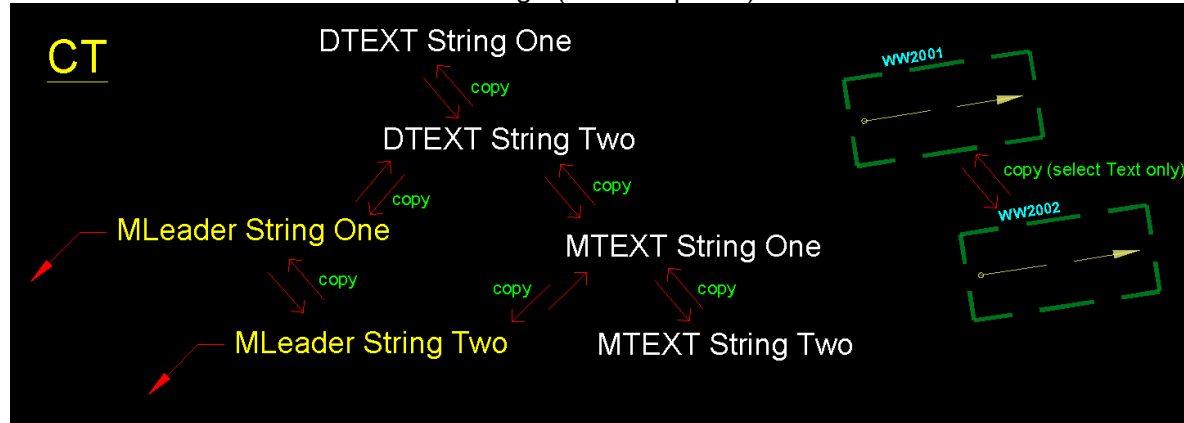 CT
DTEXT String One
copy
DTEXT String Two
copy
copy
MLeader String One
MTEXT String One
copy
copy
copy
MLeader String Two
MTEXT String Two
WW2001
copy (select Text only)
WW2002